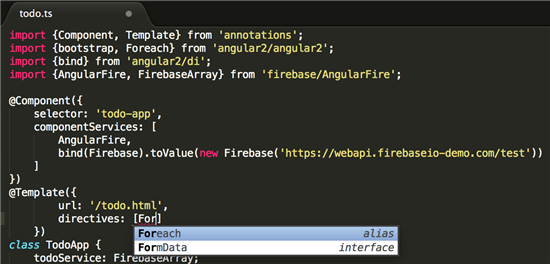 todo.ts
import {Component, Template} from 'annotations';
import {bootstrap, Foreach} from 'angular2/angular2';
import {bind} from 'angular2/di';
import {AngularFire, FirebaseArray} from 'firebase/AngularFire';
@Component({
selector: 'todo-app',
componentServices: [
AngularFire,
bind(Firebase).toValue(new Firebase('https://webapi.firebaseio-demo.com/test'))
]
})
@Template({
url: '/todo.html',
directives: [For]
Foreach alias
})
FormData interface
class TodoApp {
todoService: FirebaseArray;